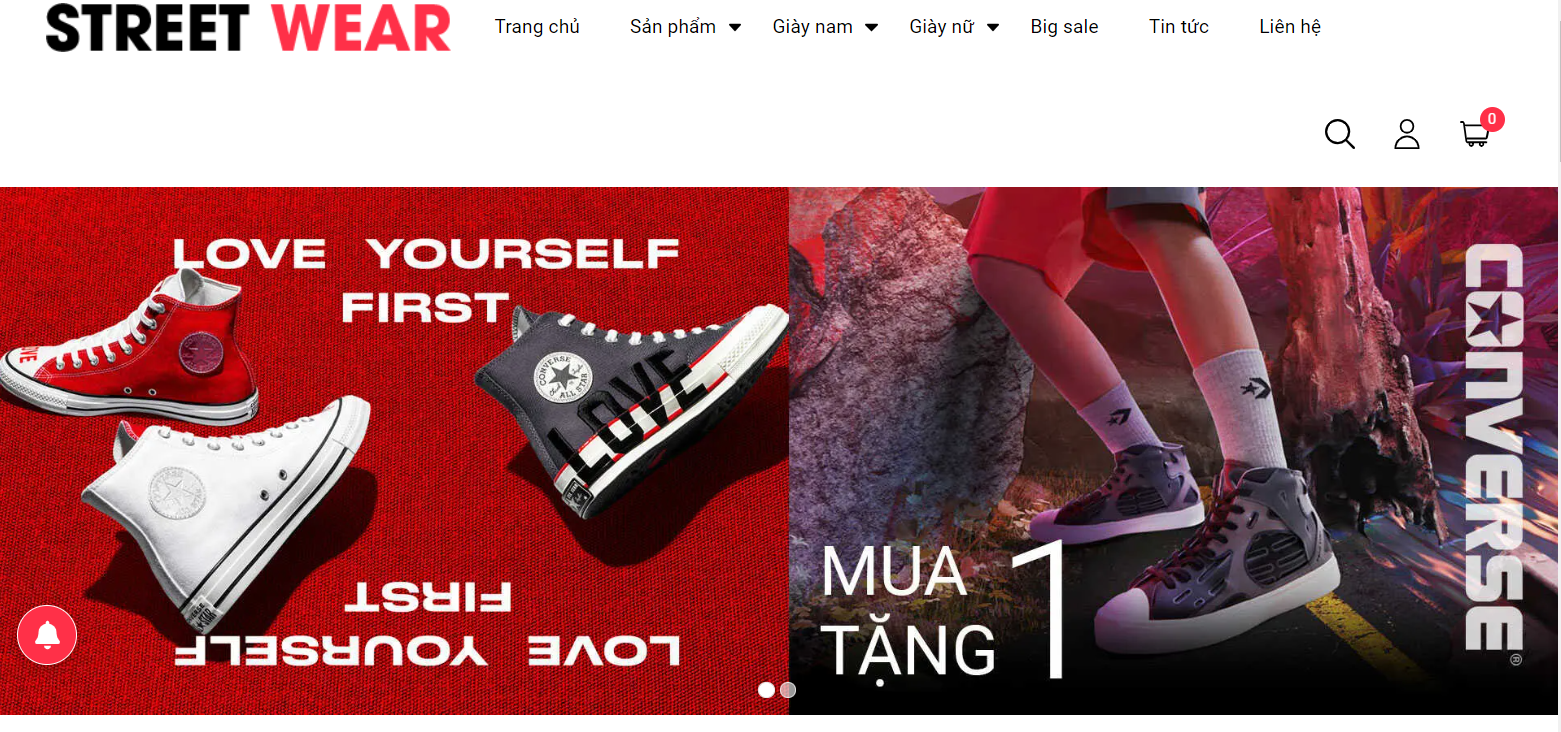 STREET WEAR
Trang chủ
Sản phẩm
Giày nam
Giày nữ
Big sale
Tin tức
Liên hệ
0
LOVE YOURSELF
FIRST
LOVE
CONVERSE
ALL STAR
LOVE
LOVE YOURSELF
FIRST
MUA
TẶNG 1
CONVERSE
®